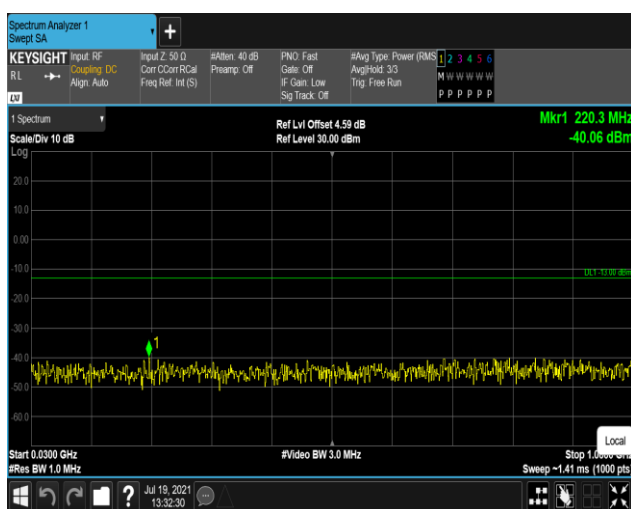 Spectrum Analyzer 1
Swept SA
+
KEYSIGHT
RL
LXI
Input: RF
Coupling: DC
Align: Auto
Input Z: 50 Ω
Corr CCorr RCal
Freq Ref: Int (S)
#Atten: 40 dB
Preamp: Off
PNO: Fast
Gate: Off
IF Gain: Low
Sig Track: Off
#Avg Type: Power (RMS
Avg|Hold: 3/3
Trig: Free Run
1 2 3 4 5 6
M W W W W W
P P P P P P
1 Spectrum
Scale/Div 10 dB
Log
Ref Lvl Offset 4.59 dB
Ref Level 30.00 dBm
Mkr1 220.3 MHz
-40.06 dBm
20.0
10.0
0.00
-10.0
-20.0
-30.0
-40.0
-50.0
-60.0
DL1 -13.00 dBm
1
Local
Start 0.0300 GHz
#Res BW 1.0 MHz
#Video BW 3.0 MHz
Stop 1.0000 GHz
Sweep ~1.41 ms (1000 pts)
?
Jul 19, 2021
13:32:30